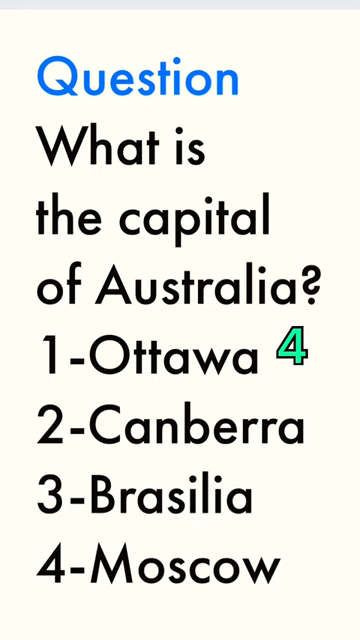 Question
What is
the capital
of Australia?
1-Ottawa 4
2-Canberra
3-Brasilia
4-Moscow